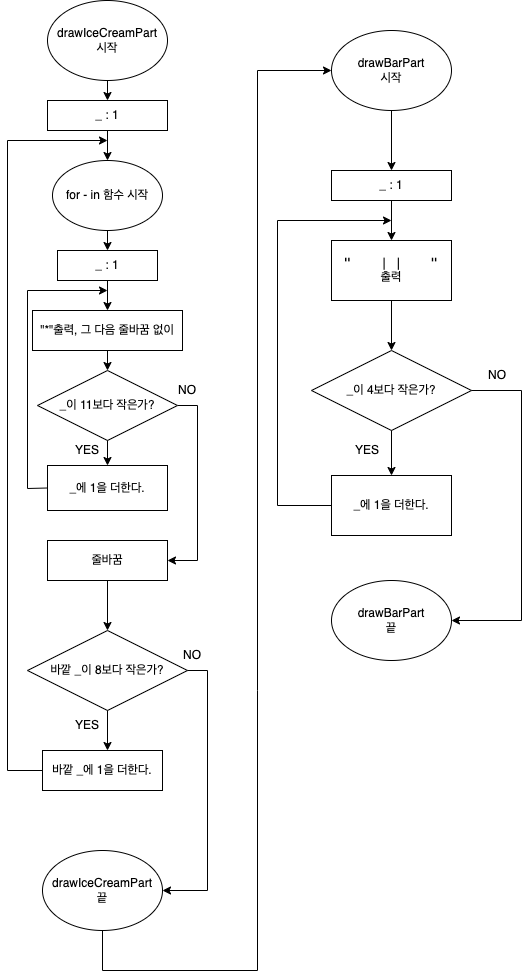 drawIceCreamPart
시작
_ : 1
for - in 함수 시작
_ : 1
"*"출력, 그 다음 줄바꿈 없이
_이 11보다 작은가?
NO
YES
_에 1을 더한다.
줄바꿈
바깥 _이 8보다 작은가?
NO
YES
바깥 _에 1을 더한다.
drawIceCreamPart
끝
drawBarPart
시작
_ : 1
"     | |     "
출력
_이 4보다 작은가?
NO
YES
_에 1을 더한다.
drawBarPart
끝